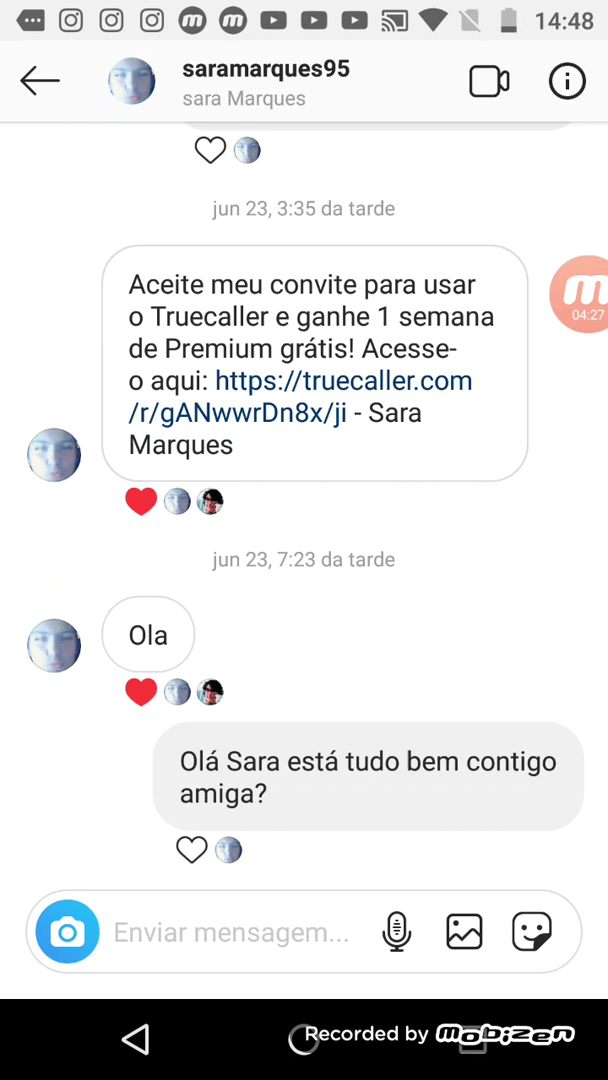 14:48
saramarques95
sara Marques
jun 23, 3:35 da tarde
Aceite meu convite para usar
o Truecaller e ganhe 1 semana
de Premium grátis! Acesse-
o aqui: https://truecaller.com
/r/gANwwrDn8x/ji - Sara
Marques
04:27
jun 23, 7:23 da tarde
Ola
Olá Sara está tudo bem contigo
amiga?
Enviar mensagem...
Recorded by mobizen